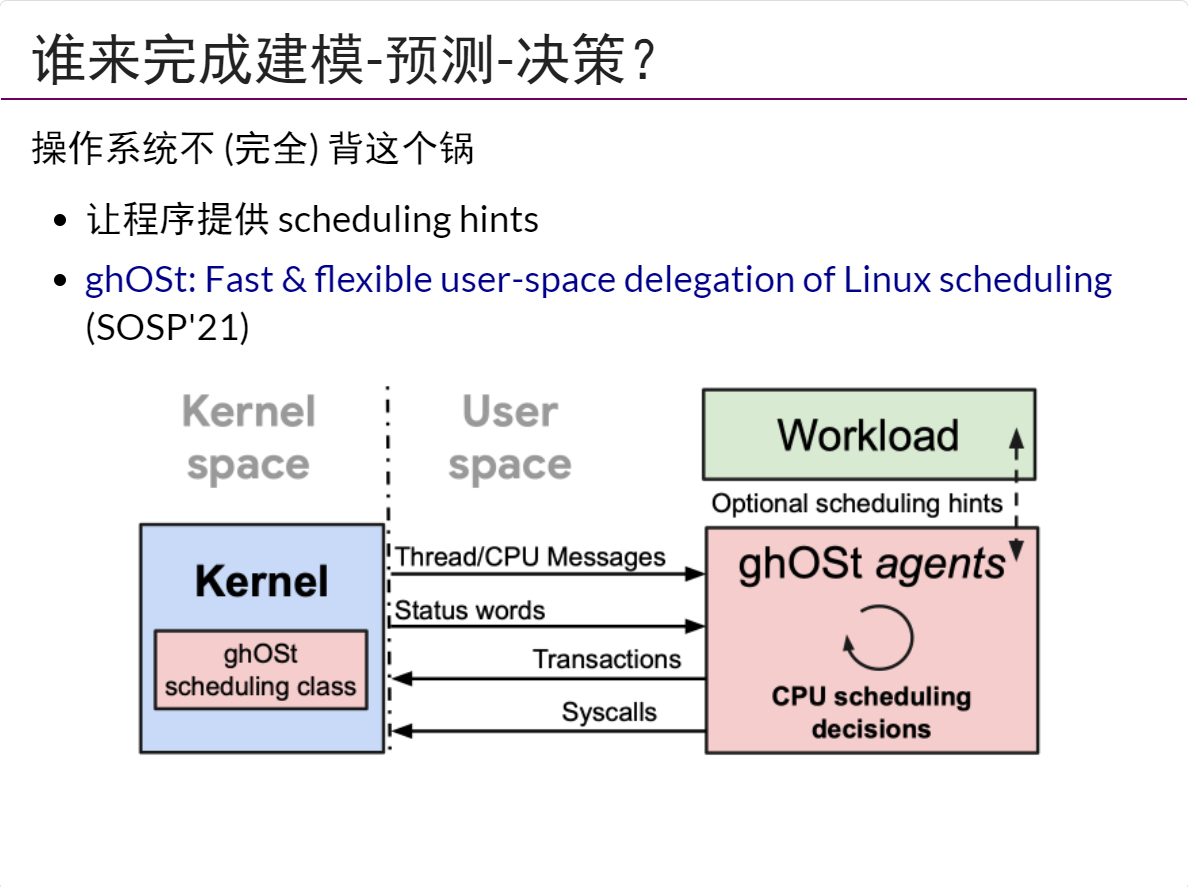 谁来完成建模-预测-决策？
操作系统不 (完全) 背这个锅
• 让程序提供 scheduling hints
• ghOSt: Fast & flexible user-space delegation of Linux scheduling
(SOSP'21)
Kernel
space
User
space
Workload
Optional scheduling hints
Kernel
ghOSt
scheduling class
Thread/CPU Messages
Status words
Transactions
Syscalls
ghOSt agents
CPU scheduling
decisions